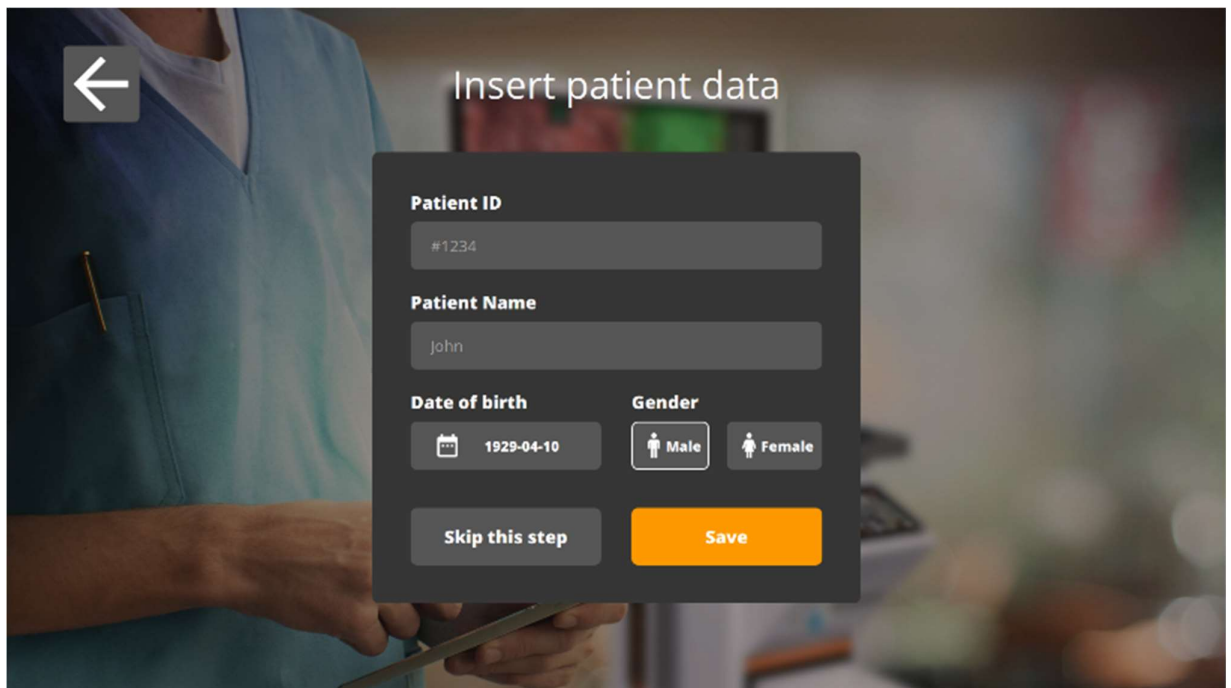 Insert patient data
Patient ID
#1234
Patient Name
John
Date of birth Gender
1929-04-10 Male Female
Skip this step Save